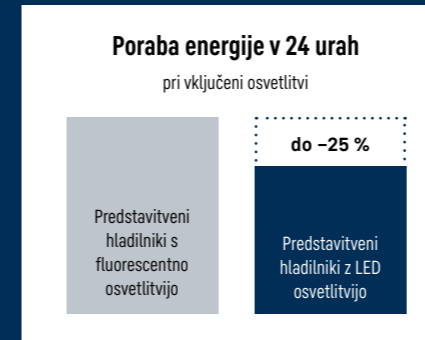 Poraba energije v 24 urah
pri vključeni osvetlitvi
do –25 %
Predstavitveni
hladilniki s
fluorescentno
osvetlitvijo
Predstavitveni
hladilniki z LED
osvetlitvijo